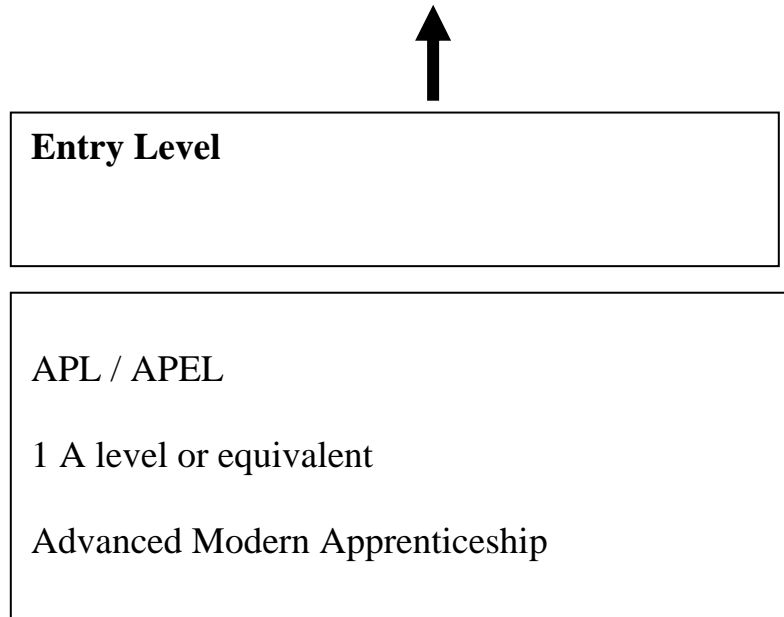 Entry Level
APL / APEL
1 A level or equivalent
Advanced Modern Apprenticeship